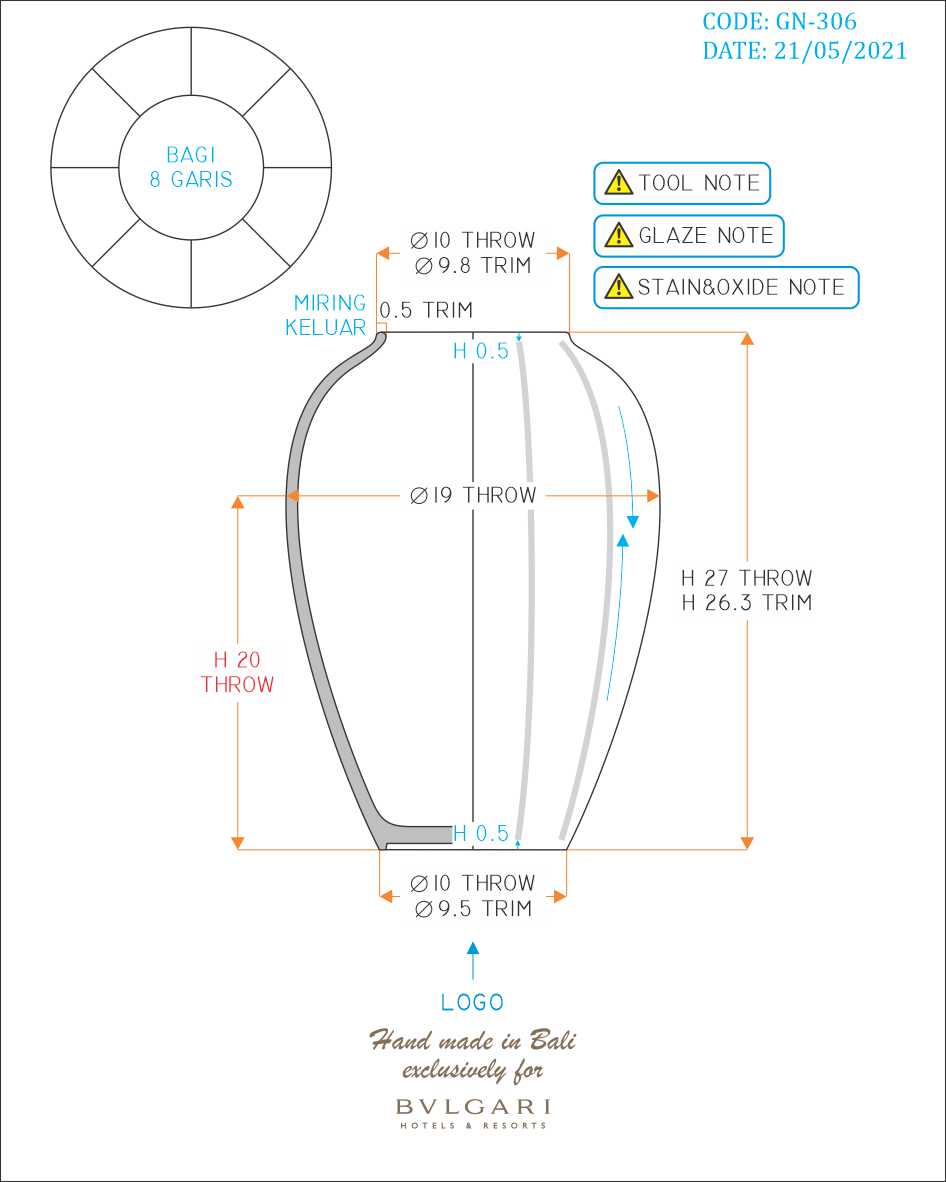 CODE: GN-306
DATE: 21/05/2021
BAGI
8 GARIS
TOOL NOTE
GLAZE NOTE
STAIN&OXIDE NOTE
Ø10 THROW
Ø9.8 TRIM
MIRING
KELUAR
0.5 TRIM
H 0.5
Ø19 THROW
H 27 THROW
H 26.3 TRIM
H 20
THROW
H 0.5
Ø10 THROW
Ø9.5 TRIM
LOGO
Hand made in Bali
exclusively for
BVLGARI
HOTELS & RESORTS